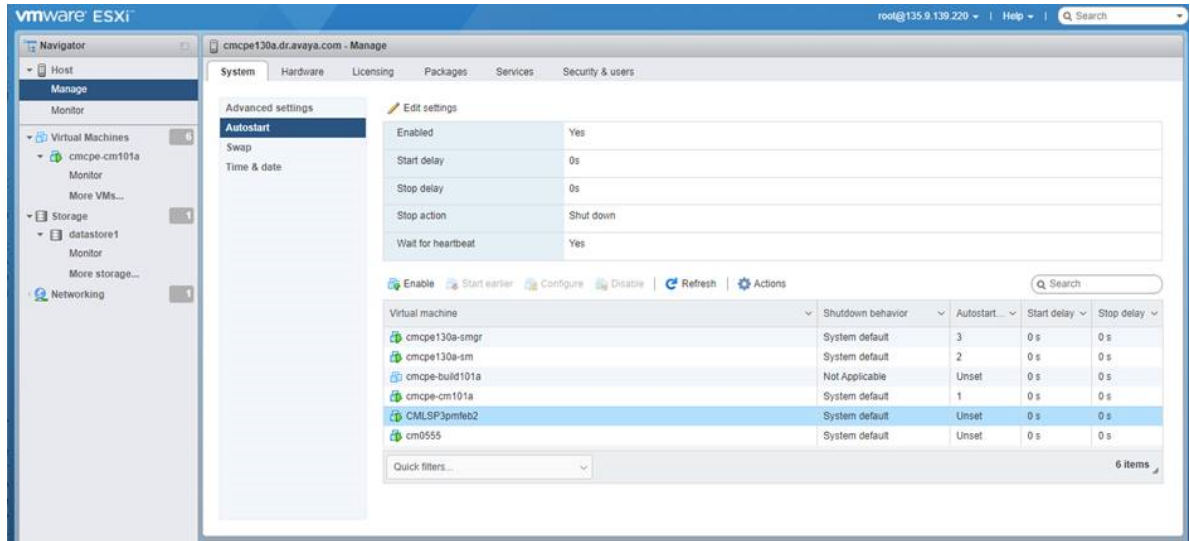 vmware ESXi™
root@135.9.139.220 | Help | Search
Navigator
Host
Manage
Monitor
Virtual Machines 6
cmcpe-cm101a
Monitor
More VMs...
Storage 1
datastore1
Monitor
More storage...
Networking 1
cmcpe130a.dr.avaya.com - Manage
System Hardware Licensing Packages Services Security & users
Advanced settings
Autostart
Swap
Time & date
Edit settings
Enabled Yes
Start delay 0s
Stop delay 0s
Stop action Shut down
Wait for heartbeat Yes
Enable Start earlier Configure Disable | Refresh | Actions Search
Virtual machine Shutdown behavior Autostart... Start delay Stop delay
cmcpe130a-smgr System default 3 0 s 0 s
cmcpe130a-sm System default 2 0 s 0 s
cmcpe-build101a Not Applicable Unset 0 s 0 s
cmcpe-cm101a System default 1 0 s 0 s
CMLSP3pmfeb2 System default Unset 0 s 0 s
cm0555 System default Unset 0 s 0 s
Quick filters... 6 items